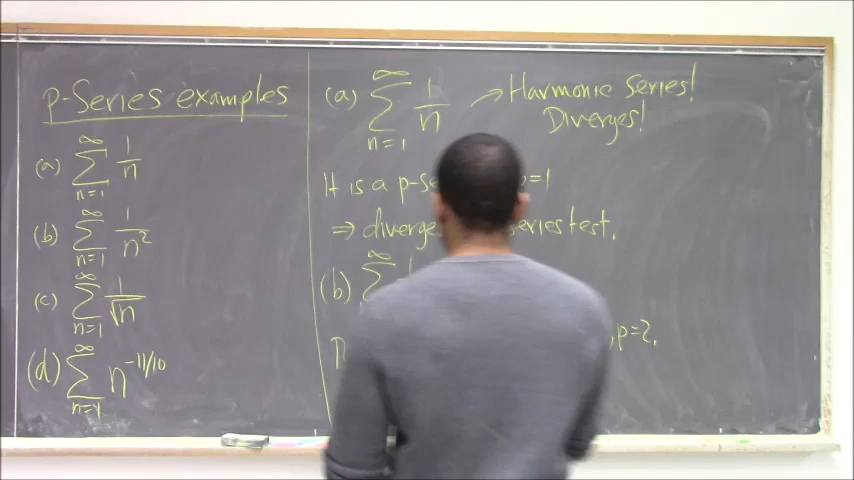 p-Series examples
(a) ∞ Σ n=1 1/n
(b) ∞ Σ n=1 1/n²
(c) ∞ Σ n=1 1/√n
(d) ∞ Σ n=1 n^-11/10
(a) ∞ Σ n=1 1/n → Harmonic Series!
Diverges!
It is a p-Se =1
⇒ diverge series test.
(b) ∞ Σ
, p=2.